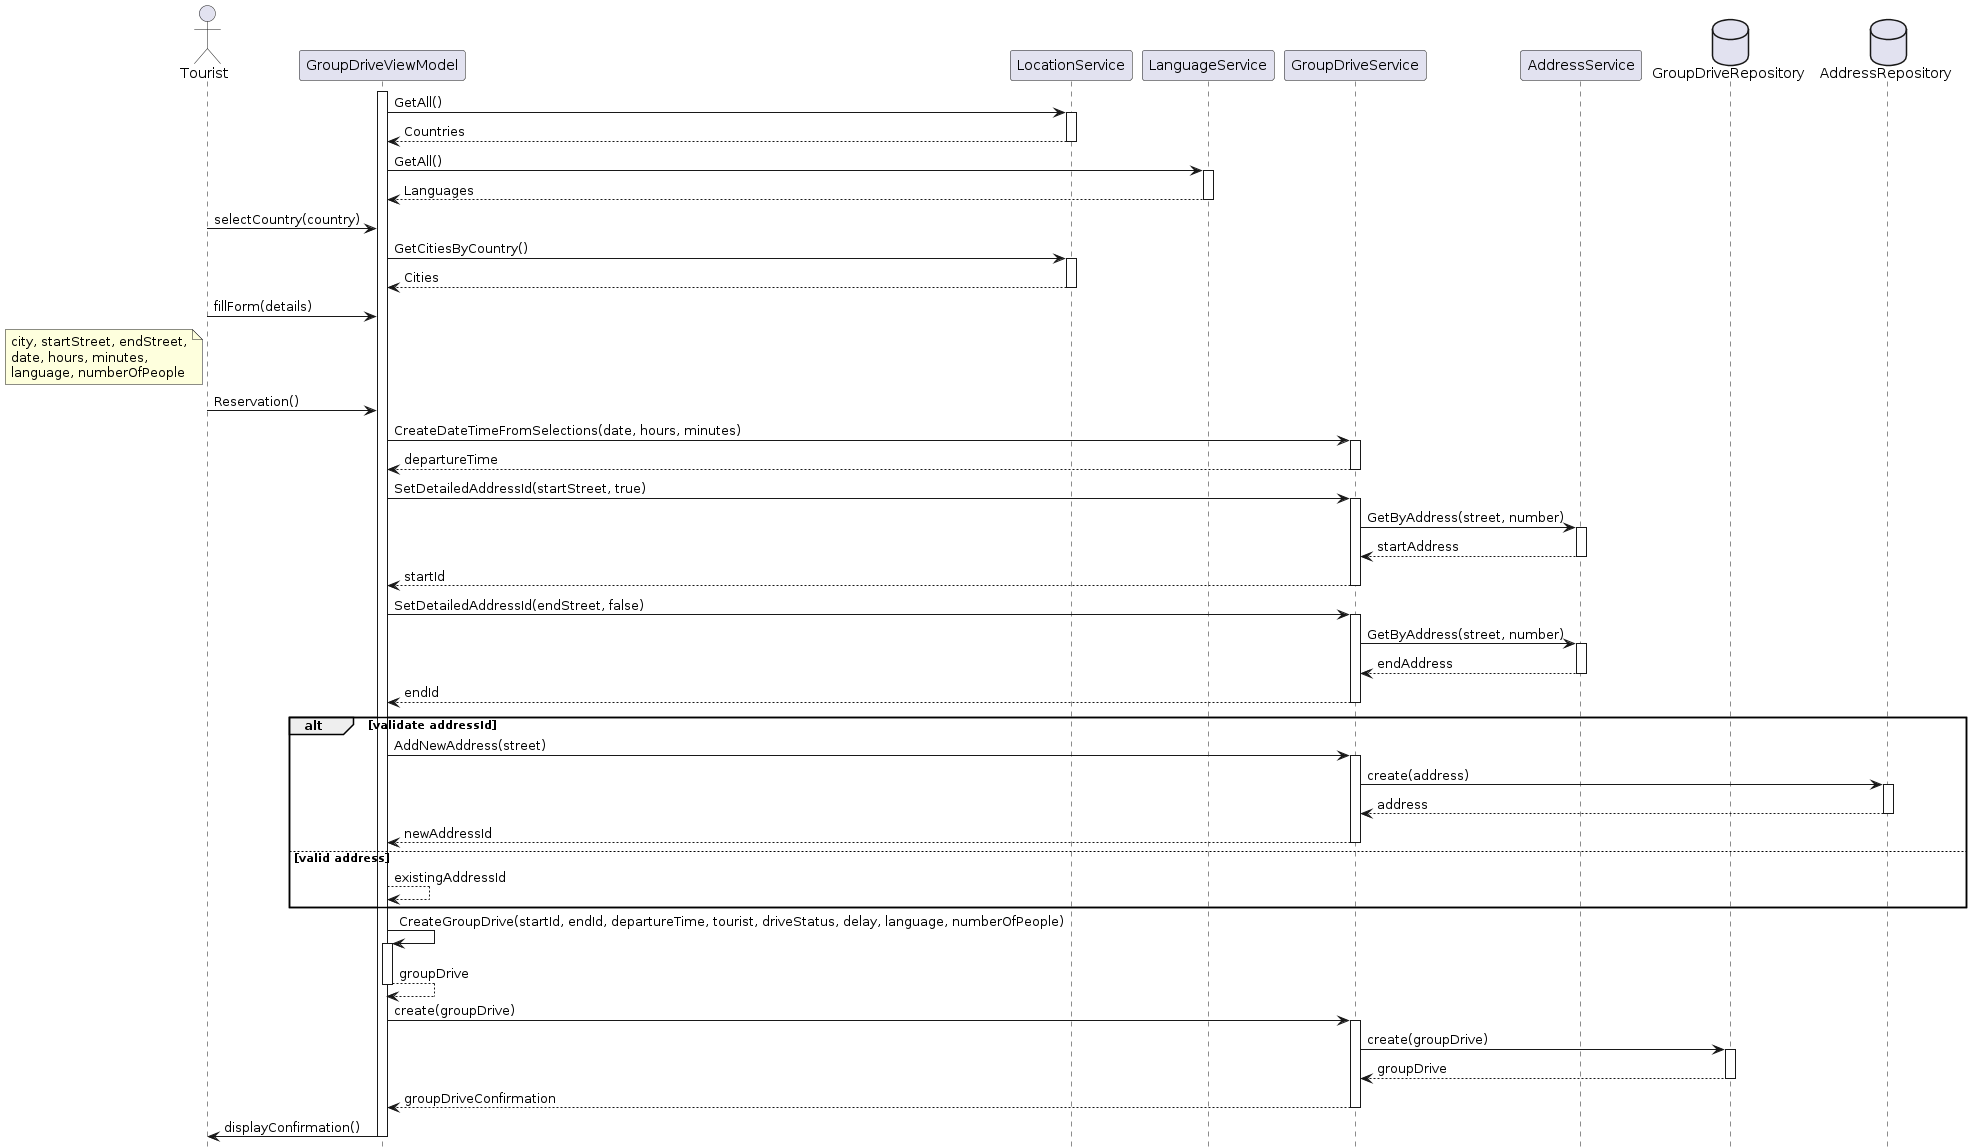 Tourist
GroupDriveViewModel
LocationService
LanguageService
GroupDriveService
AddressService
GroupDriveRepository
AddressRepository
GetAll()
Countries
GetAll()
Languages
selectCountry(country)
GetCitiesByCountry()
Cities
fillForm(details)
city, startStreet, endStreet,
date, hours, minutes,
language, numberOfPeople
Reservation()
CreateDateTimeFromSelections(date, hours, minutes)
departureTime
SetDetailedAddressId(startStreet, true)
GetByAddress(street, number)
startAddress
startId
SetDetailedAddressId(endStreet, false)
GetByAddress(street, number)
endAddress
endId
alt [validate addressId]
AddNewAddress(street)
create(address)
address
newAddressId
[valid address]
existingAddressId
CreateGroupDrive(startId, endId, departureTime, tourist, driveStatus, delay, language, numberOfPeople)
groupDrive
create(groupDrive)
create(groupDrive)
groupDrive
groupDriveConfirmation
displayConfirmation()